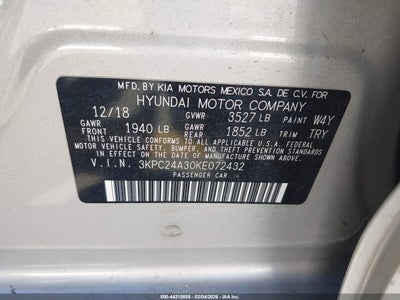 MFD. BY KIA MOTORS MEXICO S.A. DE C.V. FOR
HYUNDAI MOTOR COMPANY
12/18 GVWR 3527 LB PAINT W4Y
GAWR FRONT 1940 LB GAWR REAR 1852 LB TRIM TRY
THIS VEHICLE CONFORMS TO ALL APPLICABLE U.S.A.
FEDERAL MOTOR VEHICLE SAFETY, BUMPER, AND
THEFT PREVENTION STANDARDS IN EFFECT ON THE
DATE OF MANUFACTURE SHOWN ABOVE.
V.I.N. 3KPC24A30KE072432
PASSENGER CAR
000-44310885 - 02/04/2026 - IAA Inc.